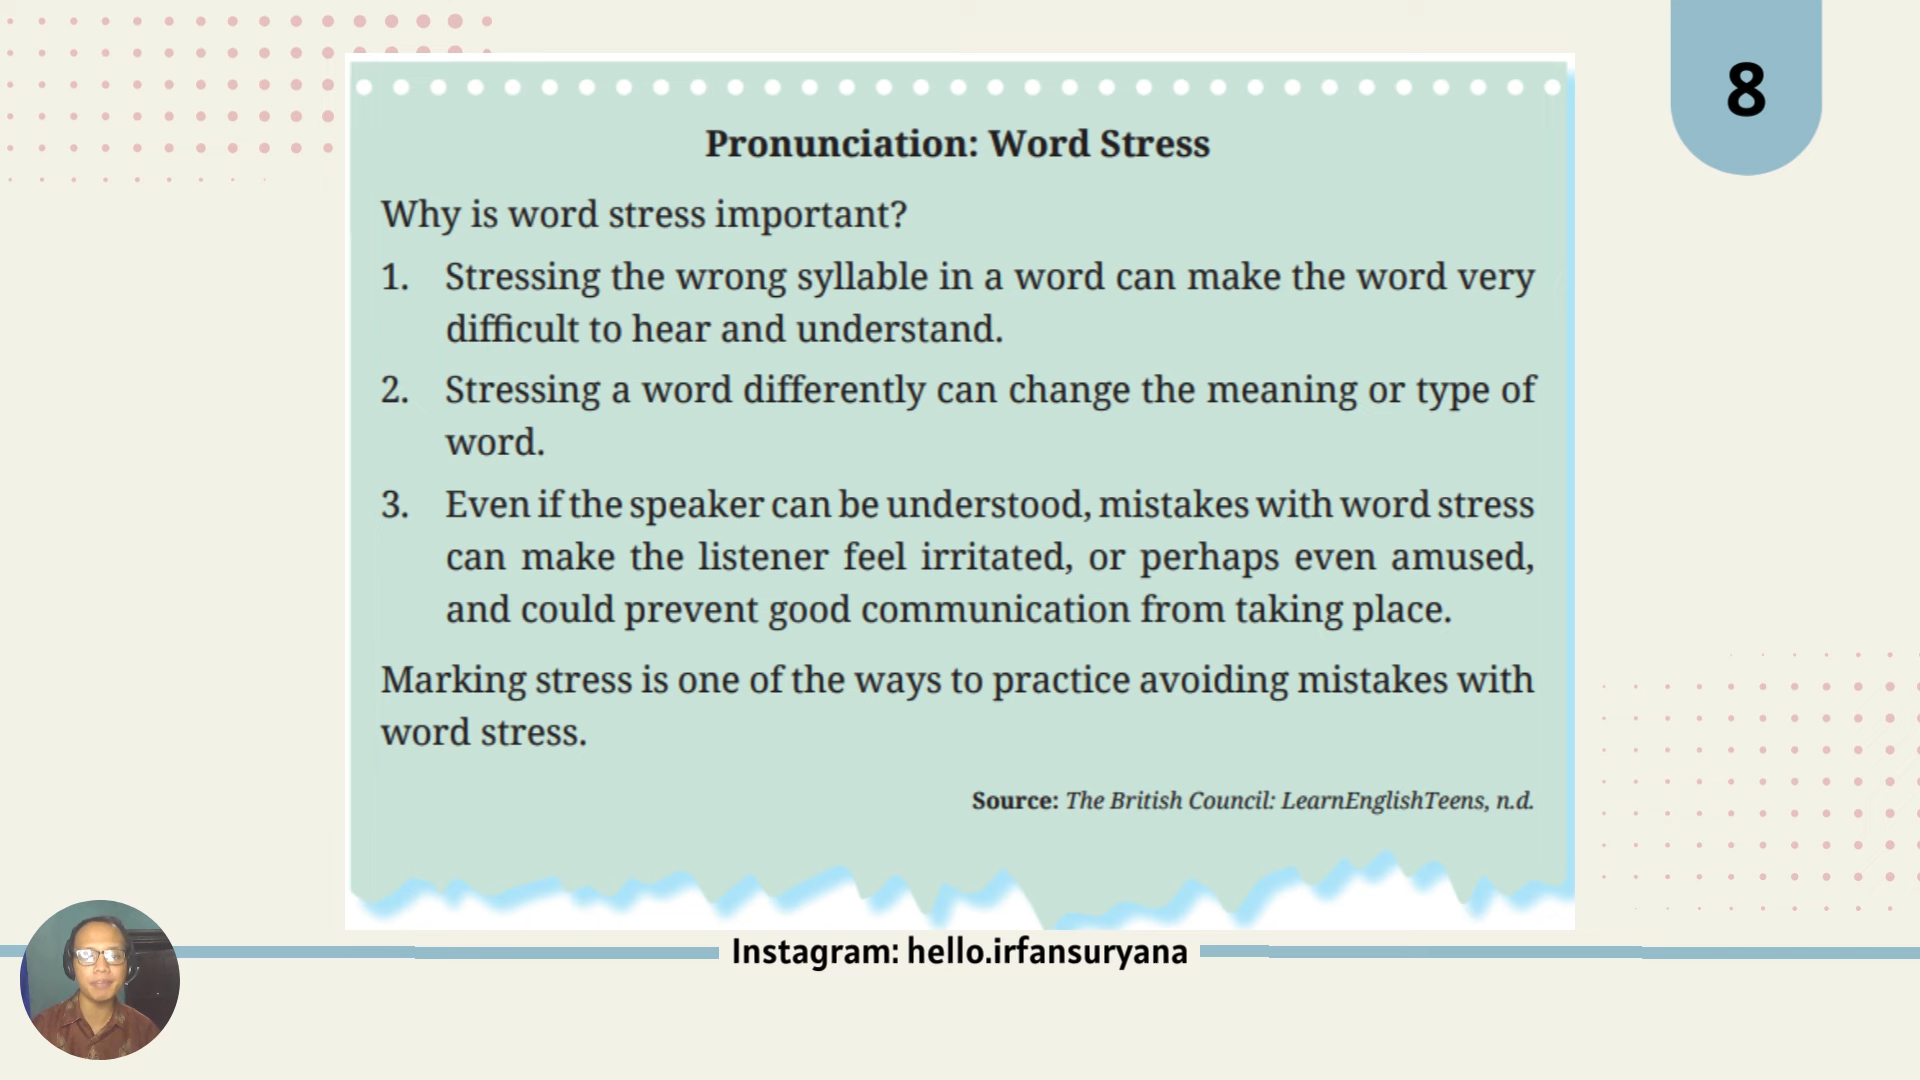 8
Pronunciation: Word Stress
Why is word stress important?
1. Stressing the wrong syllable in a word can make the word very
difficult to hear and understand.
2. Stressing a word differently can change the meaning or type of
word.
3. Even if the speaker can be understood, mistakes with word stress
can make the listener feel irritated, or perhaps even amused,
and could prevent good communication from taking place.
Marking stress is one of the ways to practice avoiding mistakes with
word stress.
Source: The British Council: LearnEnglishTeens, n.d.
Instagram: hello.irfansuryana